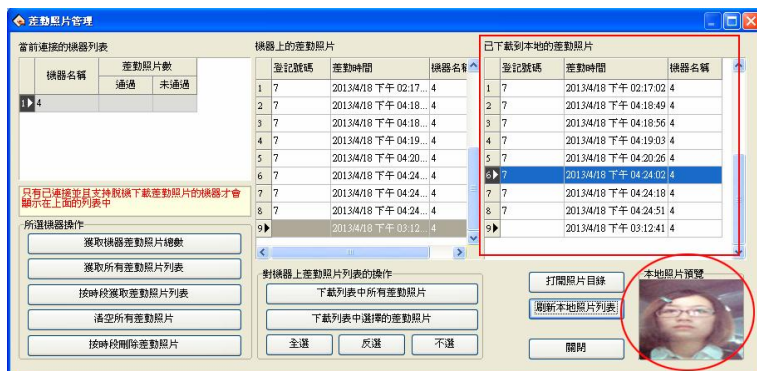 差勤照片管理
當前連接的機器列表
機器名稱 差勤照片數
通過 未通過
1 4
只有已連接並且支持脫機下載差勤照片的機器才會
顯示在上面的列表中
所選機器操作
獲取機器差勤照片總數
獲取所有差勤照片列表
按時段獲取差勤照片列表
清空所有差勤照片
按時段刪除差勤照片
機器上的差勤照片
登記號碼 差勤時間 機器名稱
1 7 2013/4/18 下午 02:17... 4
2 7 2013/4/18 下午 04:18... 4
3 7 2013/4/18 下午 04:18... 4
4 7 2013/4/18 下午 04:19... 4
5 7 2013/4/18 下午 04:20... 4
6 7 2013/4/18 下午 04:24... 4
7 7 2013/4/18 下午 04:24... 4
8 7 2013/4/18 下午 04:24... 4
9 2013/4/18 下午 03:12... 4
對機器上差勤照片列表的操作
下載列表中所有差勤照片
下載列表中選擇的差勤照片
全選 反選 不選
已下載到本地的差勤照片
登記號碼 差勤時間 機器名稱
1 7 2013/4/18 下午 02:17:02 4
2 7 2013/4/18 下午 04:18:49 4
3 7 2013/4/18 下午 04:18:56 4
4 7 2013/4/18 下午 04:19:03 4
5 7 2013/4/18 下午 04:20:26 4
6 7 2013/4/18 下午 04:24:02 4
7 7 2013/4/18 下午 04:24:18 4
8 7 2013/4/18 下午 04:24:51 4
9 2013/4/18 下午 03:12:41 4
打開照片目錄
刷新本地照片列表
關閉
本地照片預覽